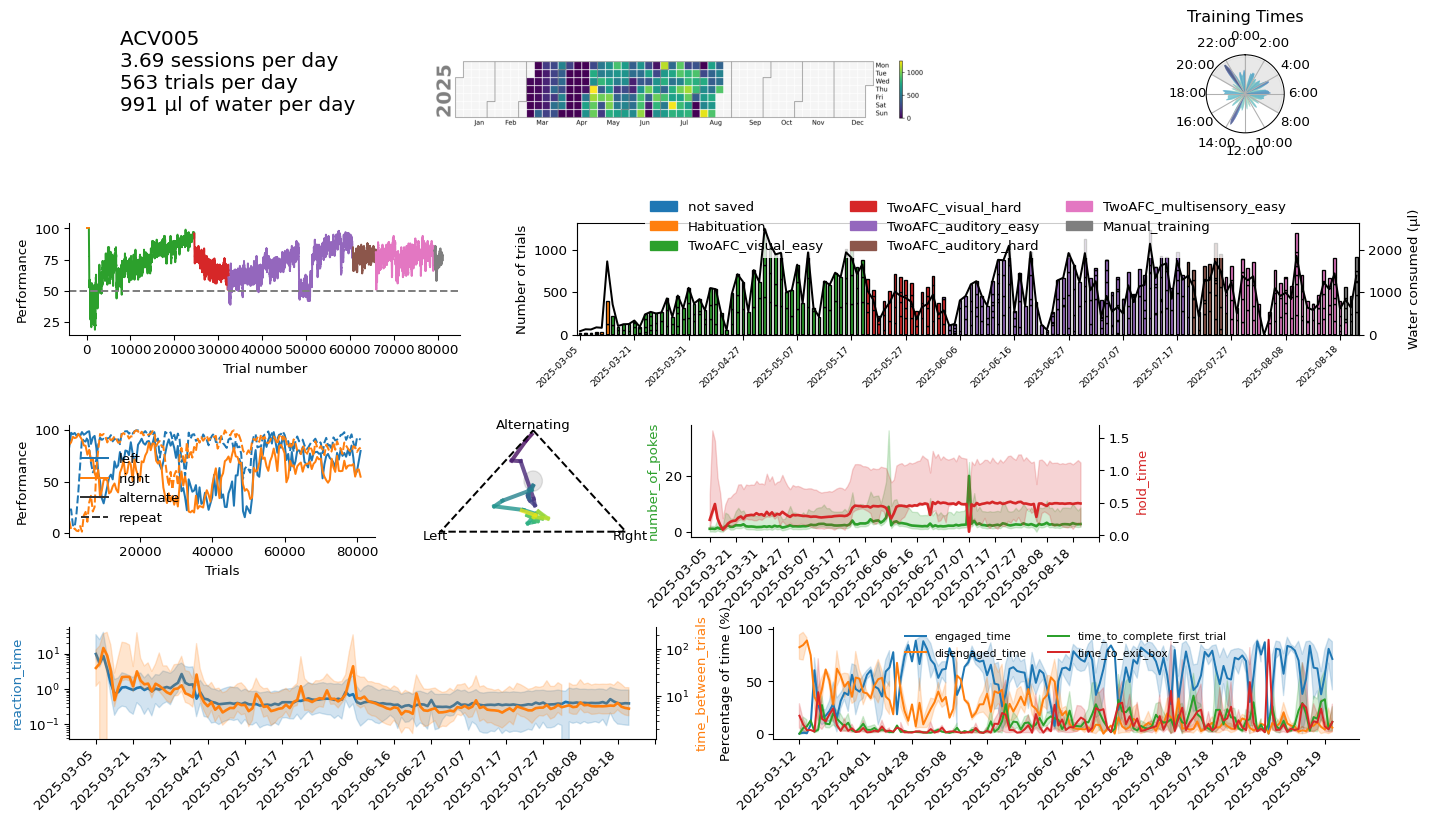 ACV005
3.69 sessions per day
563 trials per day
991 µl of water per day
2025
Mon
Tue
Wed
Thu
Fri
Sat
Sun
Jan Feb Mar Apr May Jun Jul Aug Sep Oct Nov Dec
1000
500
0
Training Times
0:00
2:00
4:00
6:00
8:00
10:00
12:00
14:00
16:00
18:00
20:00
22:00
Performance
100
75
50
25
0 10000 20000 30000 40000 50000 60000 70000 80000
Trial number
not saved
Habituation
TwoAFC_visual_easy
TwoAFC_visual_hard
TwoAFC_auditory_easy
TwoAFC_auditory_hard
TwoAFC_multisensory_easy
Manual_training
Number of trials
1000
500
0
Water consumed (µl)
2000
1000
0
2025-03-05 2025-03-21 2025-03-31 2025-04-27 2025-05-07 2025-05-17 2025-05-27 2025-06-06 2025-06-16 2025-06-27 2025-07-07 2025-07-17 2025-07-27 2025-08-08 2025-08-18
Performance
100
50
0
left
right
alternate
repeat
20000 40000 60000 80000
Trials
Alternating
Left
Right
number_of_pokes
20
0
hold_time
1.5
1.0
0.5
0.0
2025-03-05 2025-03-21 2025-03-31 2025-04-27 2025-05-07 2025-05-17 2025-05-27 2025-06-06 2025-06-16 2025-06-27 2025-07-07 2025-07-17 2025-07-27 2025-08-08 2025-08-18
reaction_time
10¹
10⁰
10⁻¹
time_between_trials
10²
10¹
2025-03-05 2025-03-21 2025-03-31 2025-04-27 2025-05-07 2025-05-17 2025-05-27 2025-06-06 2025-06-16 2025-06-27 2025-07-07 2025-07-17 2025-07-27 2025-08-08 2025-08-18
Percentage of time (%)
100
50
0
engaged_time
disengaged_time
time_to_complete_first_trial
time_to_exit_box
2025-03-12 2025-03-22 2025-04-01 2025-04-28 2025-05-08 2025-05-18 2025-05-28 2025-06-07 2025-06-17 2025-06-28 2025-07-08 2025-07-18 2025-07-28 2025-08-09 2025-08-19